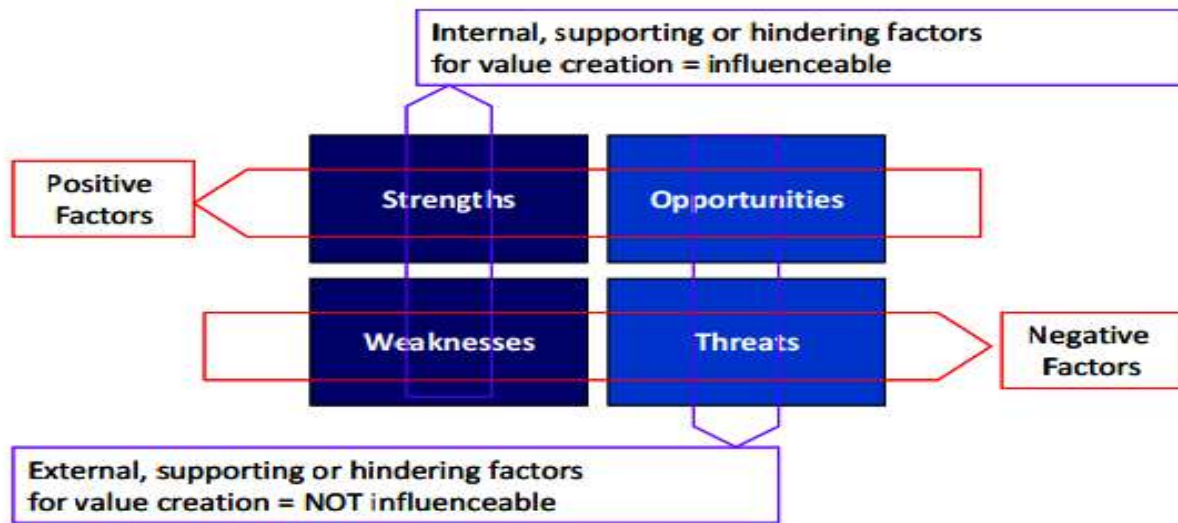 Internal, supporting or hindering factors
for value creation = influenceable
Positive
Factors
Strengths
Opportunities
Weaknesses
Threats
Negative
Factors
External, supporting or hindering factors
for value creation = NOT influenceable